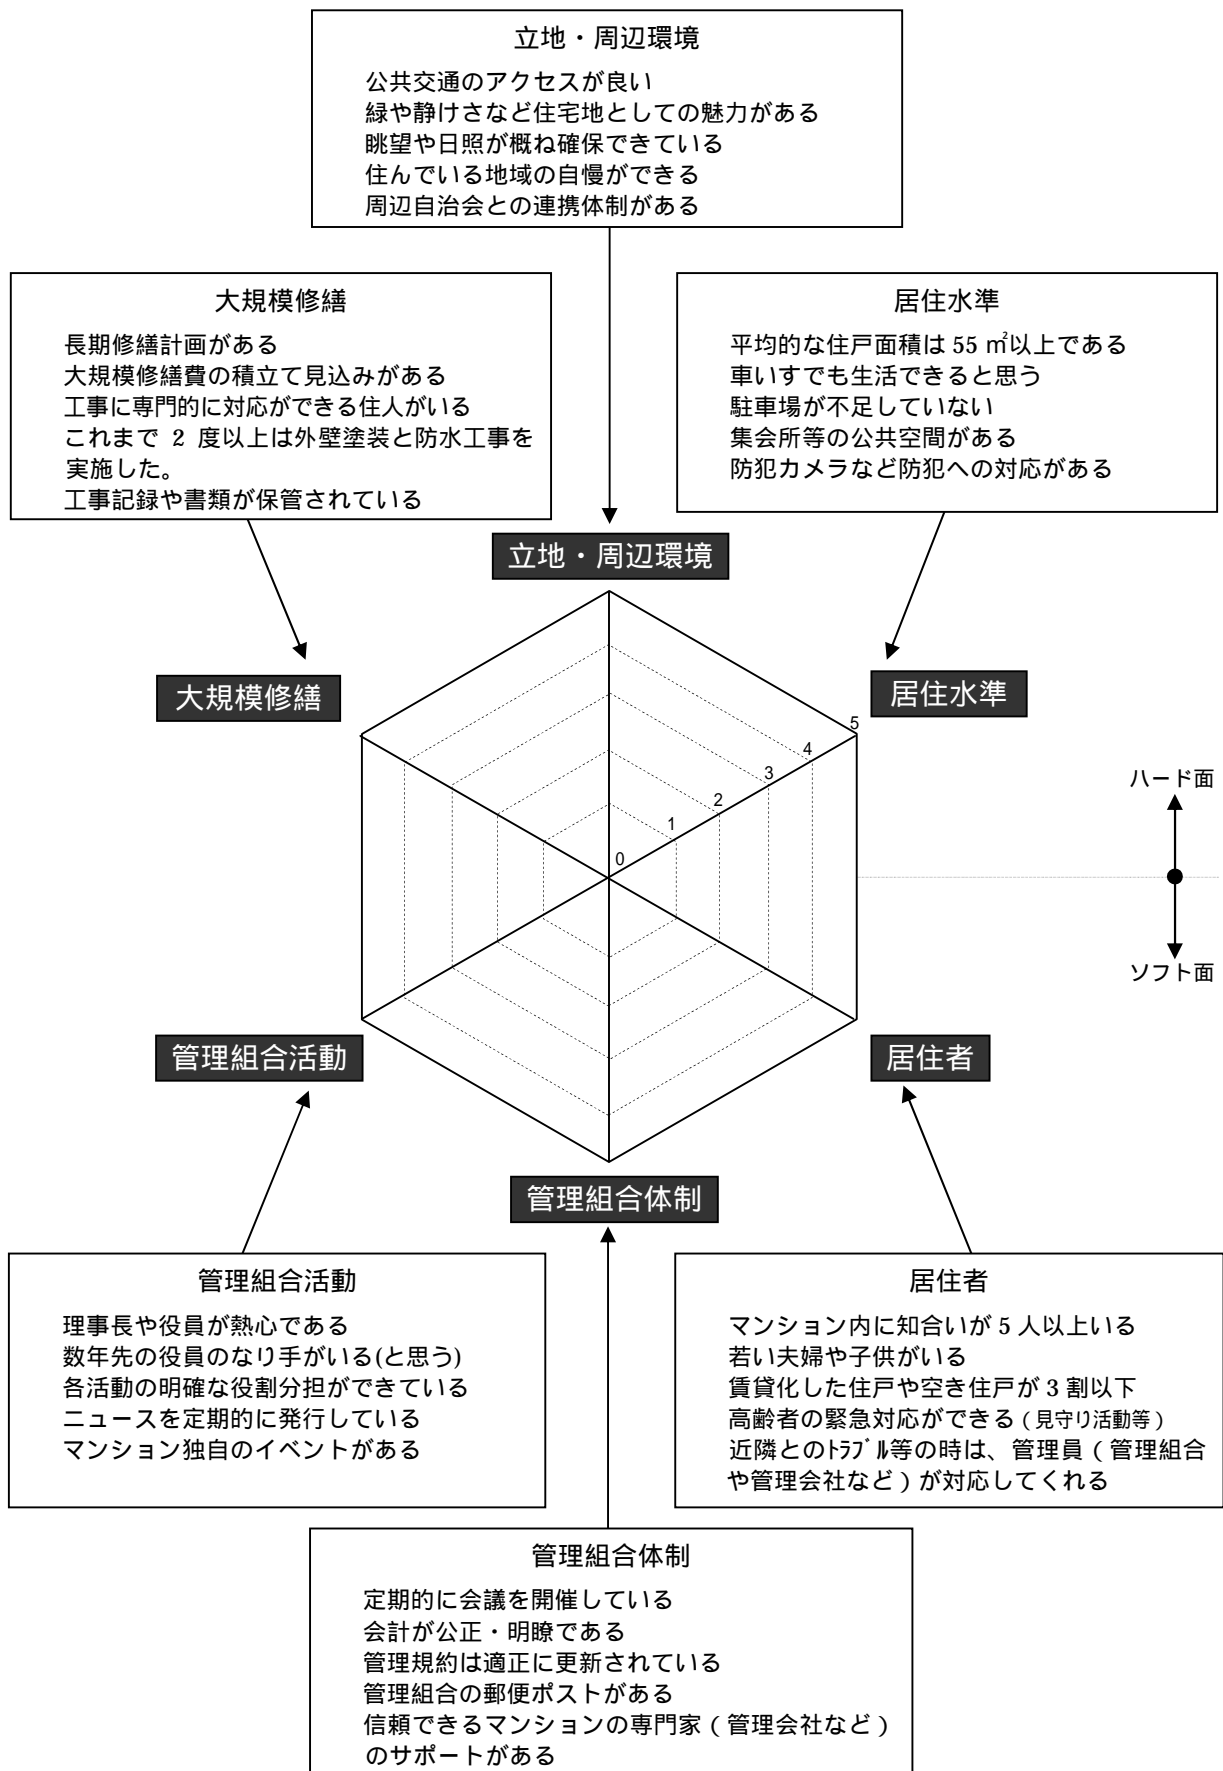 立地・周辺環境
公共交通のアクセスが良い
緑や静けさなど住宅地としての魅力がある
眺望や日照が概ね確保できている
住んでいる地域の自慢ができる
周辺自治会との連携体制がある
大規模修繕
長期修繕計画がある
大規模修繕費の積立て見込みがある
工事に専門的に対応ができる住人がいる
これまで 2 度以上は外壁塗装と防水工事を
実施した。
工事記録や書類が保管されている
居住水準
平均的な住戸面積は 55 ㎡以上である
車いすでも生活できると思う
駐車場が不足していない
集会所等の公共空間がある
防犯カメラなど防犯への対応がある
立地・周辺環境
大規模修繕
居住水準
5
4
3
2
1
0
ハード面
ソフト面
管理組合活動
居住者
管理組合体制
管理組合活動
理事長や役員が熱心である
数年先の役員のなり手がいる(と思う)
各活動の明確な役割分担ができている
ニュースを定期的に発行している
マンション独自のイベントがある
居住者
マンション内に知合いが 5 人以上いる
若い夫婦や子供がいる
賃貸化した住戸や空き住戸が 3 割以下
高齢者の緊急対応ができる（見守り活動等）
近隣とのﾄﾗﾌﾞﾙ等の時は、管理員（管理組合
や管理会社など）が対応してくれる
管理組合体制
定期的に会議を開催している
会計が公正・明瞭である
管理規約は適正に更新されている
管理組合の郵便ポストがある
信頼できるマンションの専門家（管理会社など）
のサポートがある